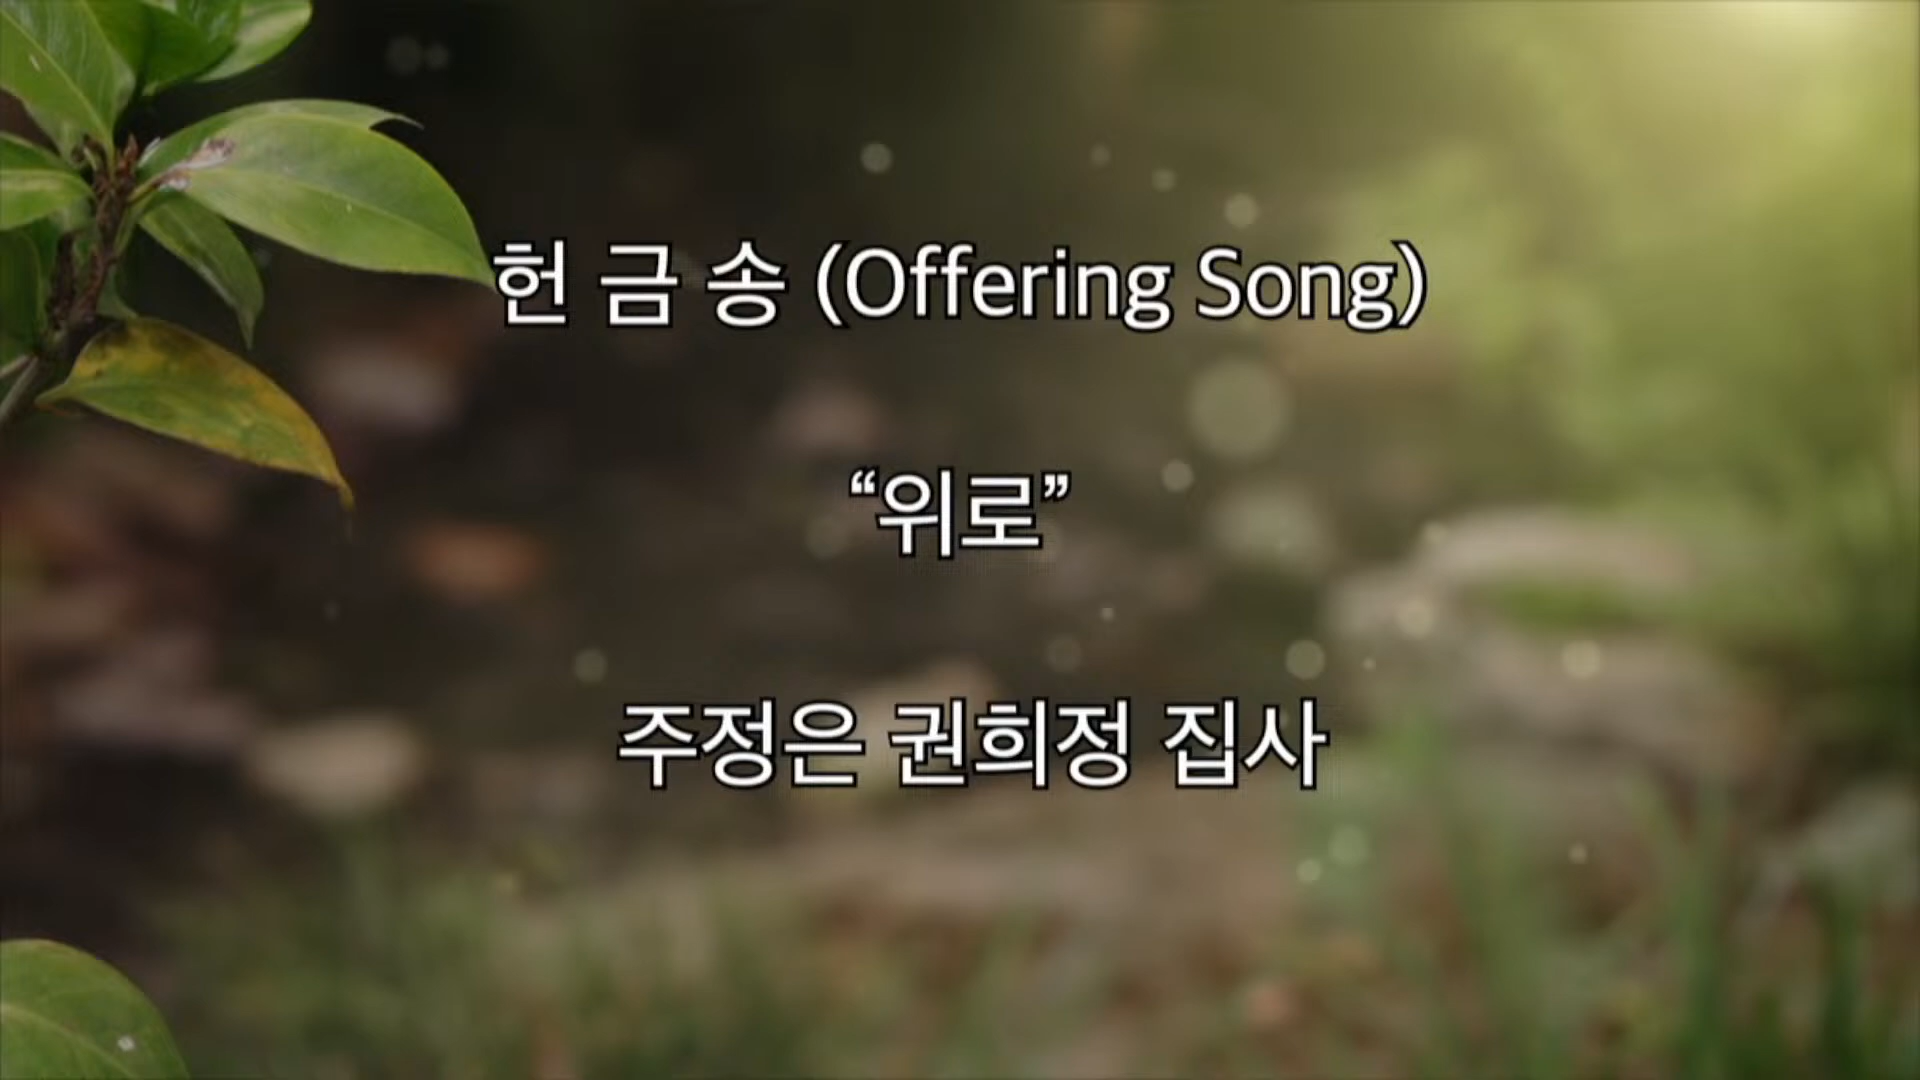 헌 금 송 (Offering Song)
“위로”
주정은 권희정 집사